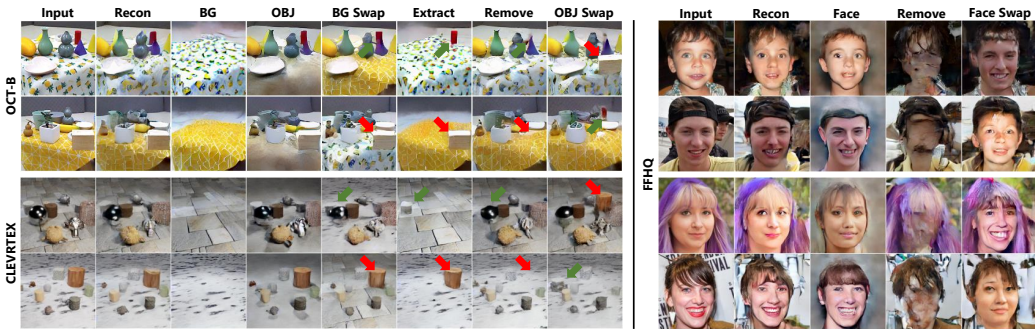 Input Recon BG OBJ BG Swap Extract Remove OBJ Swap
OCT-B
CLEVRTEX
Input Recon Face Remove Face Swap
FFHQ